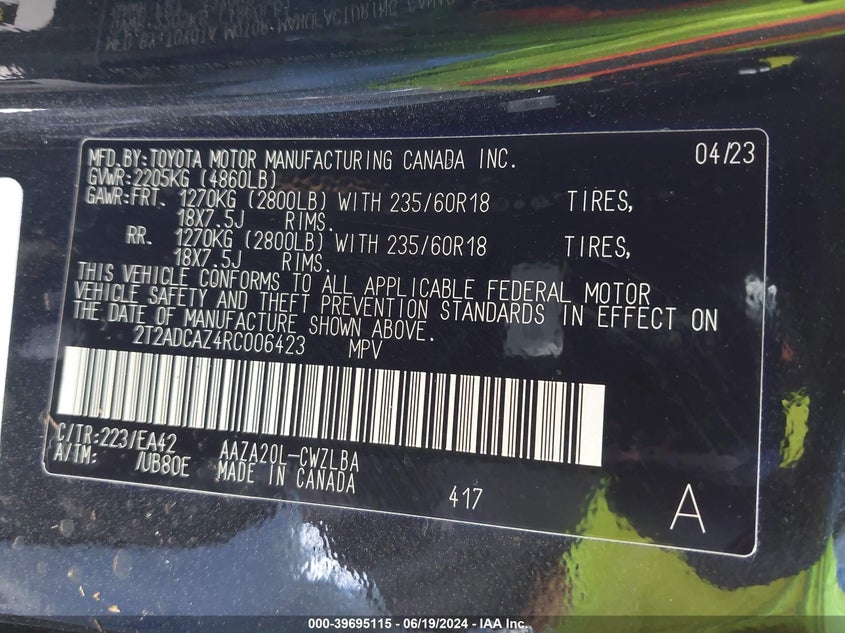 MFD.BY:TOYOTA MOTOR MANUFACTURING CANADA INC. 04/23
GVWR:2205KG (4860LB)
GAWR:FRT. 1270KG (2800LB) WITH 235/60R18 TIRES,
18X7.5J RIMS.
RR. 1270KG (2800LB) WITH 235/60R18 TIRES,
18X7.5J RIMS.
THIS VEHICLE CONFORMS TO ALL APPLICABLE FEDERAL MOTOR
VEHICLE SAFETY AND THEFT PREVENTION STANDARDS IN EFFECT ON
THE DATE OF MANUFACTURE SHOWN ABOVE.
2T2ADCAZ4RC006423 MPV
C/TR:223/EA42 AAZA20L-CWZLBA
A/TM: /UB80E MADE IN CANADA
417
A
000-39695115 - 06/19/2024 - IAA Inc.